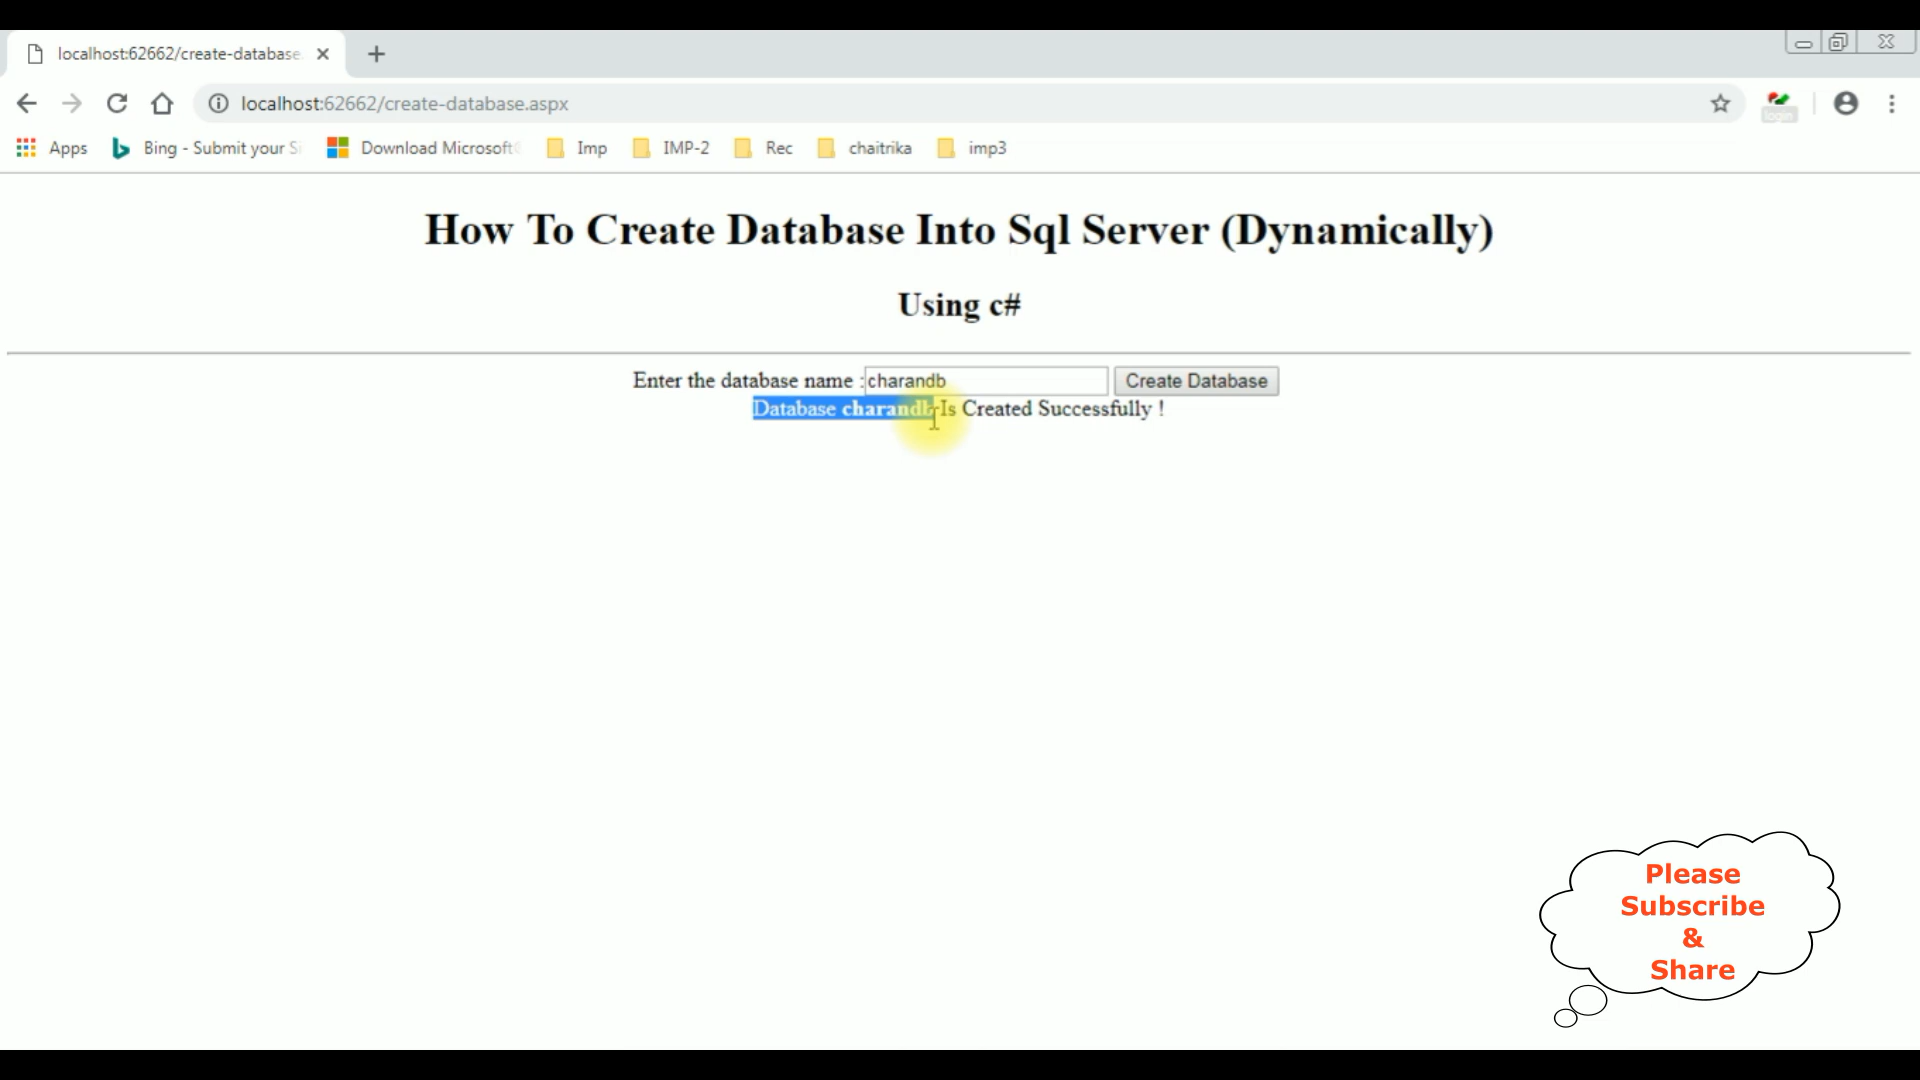 localhost:62662/create-database
localhost:62662/create-database.aspx
login
Apps
Bing - Submit your Si
Download Microsoft
Imp
IMP-2
Rec
chaitrika
imp3
How To Create Database Into Sql Server (Dynamically)
Using c#
Enter the database name : charandb Create Database
Database charandb Is Created Successfully !
Please
Subscribe
&
Share